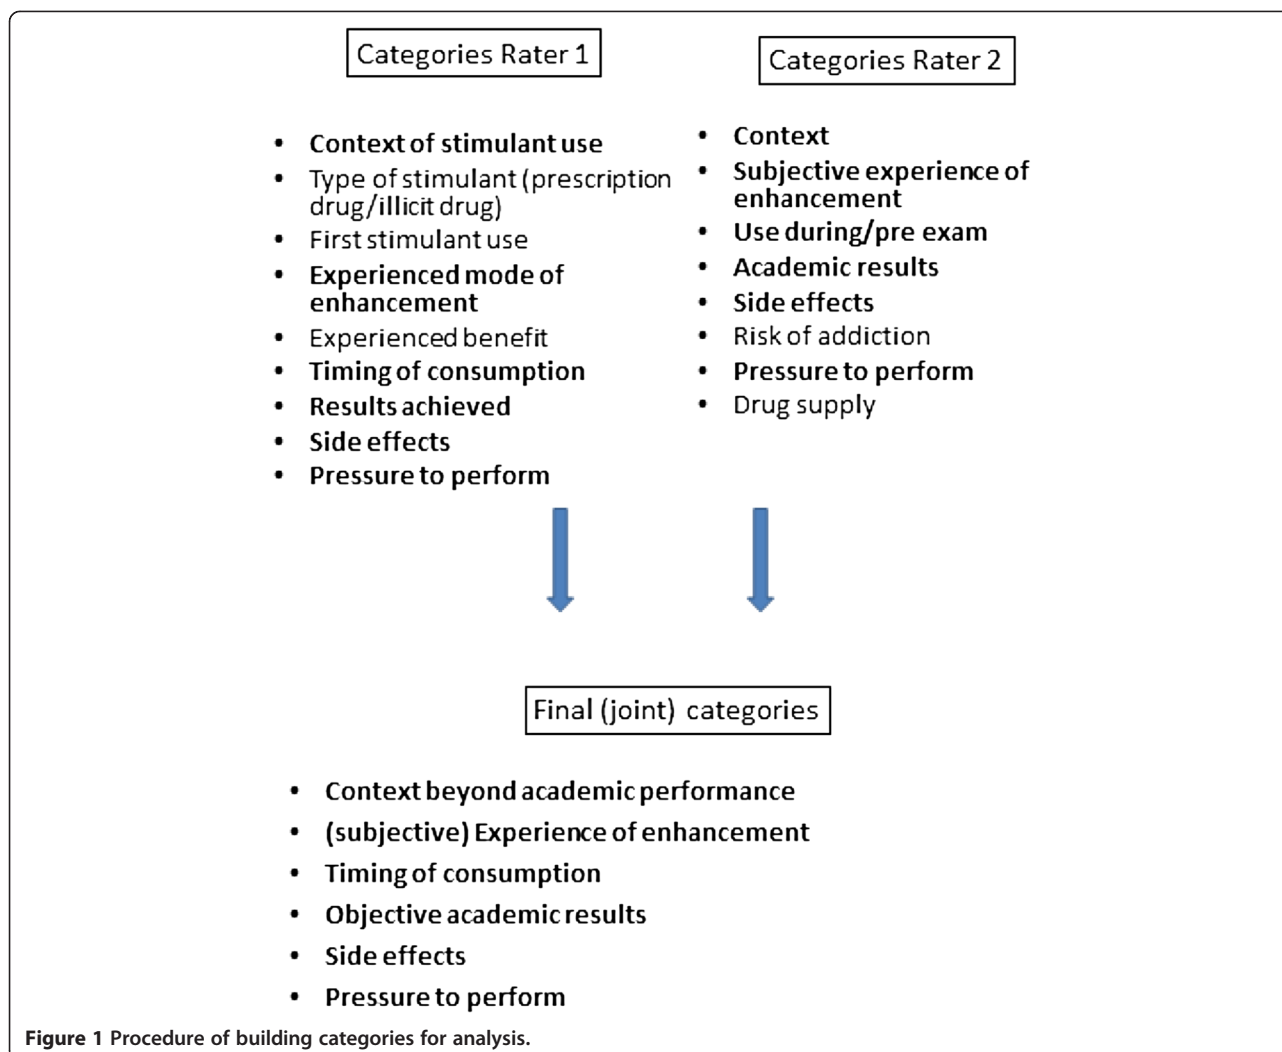 Categories Rater 1
• Context of stimulant use
• Type of stimulant (prescription
drug/illicit drug)
• First stimulant use
• Experienced mode of
enhancement
• Experienced benefit
• Timing of consumption
• Results achieved
• Side effects
• Pressure to perform
Categories Rater 2
• Context
• Subjective experience of
enhancement
• Use during/pre exam
• Academic results
• Side effects
• Risk of addiction
• Pressure to perform
• Drug supply
Final (joint) categories
• Context beyond academic performance
• (subjective) Experience of enhancement
• Timing of consumption
• Objective academic results
• Side effects
• Pressure to perform
Figure 1 Procedure of building categories for analysis.